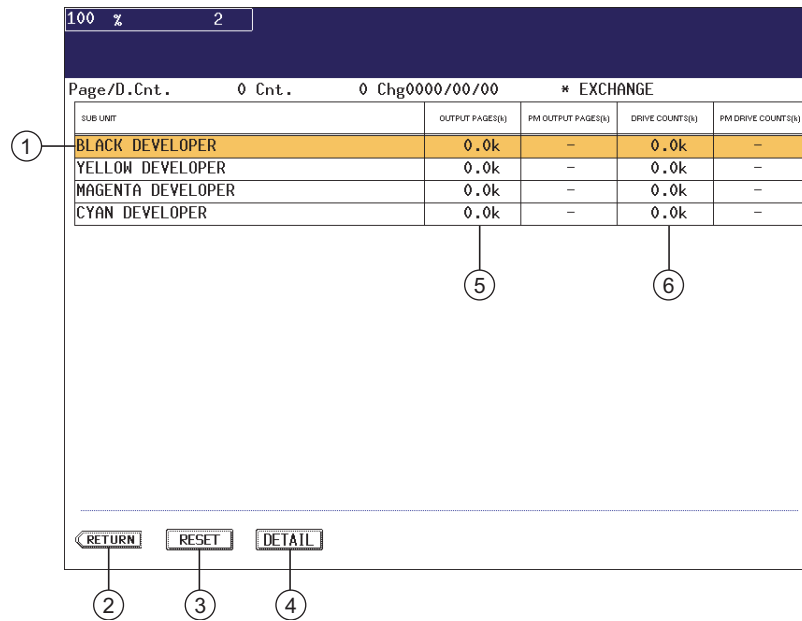 100 % 2
Page/D.Cnt. 0 Cnt. 0 Chg0000/00/00 * EXCHANGE
SUB UNIT OUTPUT PAGES(k) PM OUTPUT PAGES(k) DRIVE COUNTS(k) PM DRIVE COUNTS(k)
1 BLACK DEVELOPER 0.0k – 0.0k –
YELLOW DEVELOPER 0.0k – 0.0k –
MAGENTA DEVELOPER 0.0k – 0.0k –
CYAN DEVELOPER 0.0k – 0.0k –
5 6
RETURN RESET DETAIL
2 3 4